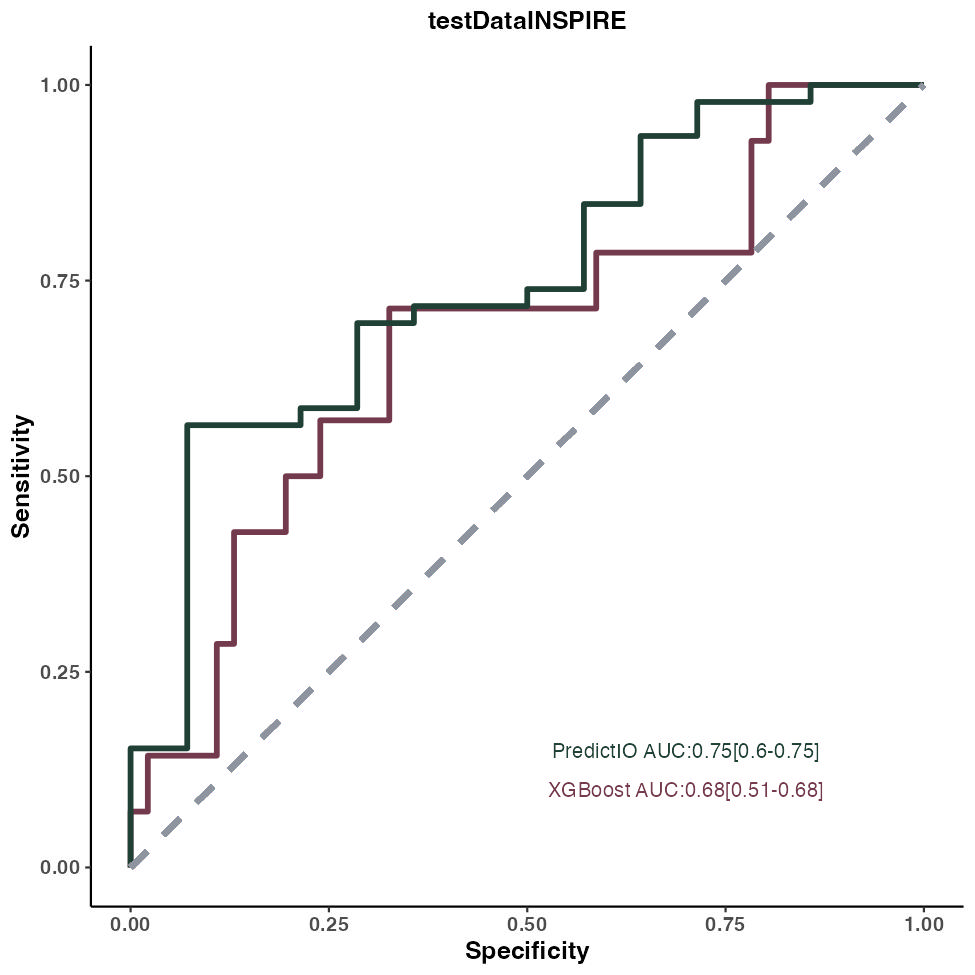 testDataINSPIRE
1.00
0.75
0.50
0.25
0.00
Sensitivity
PredictIO AUC:0.75[0.6-0.75]
XGBoost AUC:0.68[0.51-0.68]
0.00 0.25 0.50 0.75 1.00
Specificity